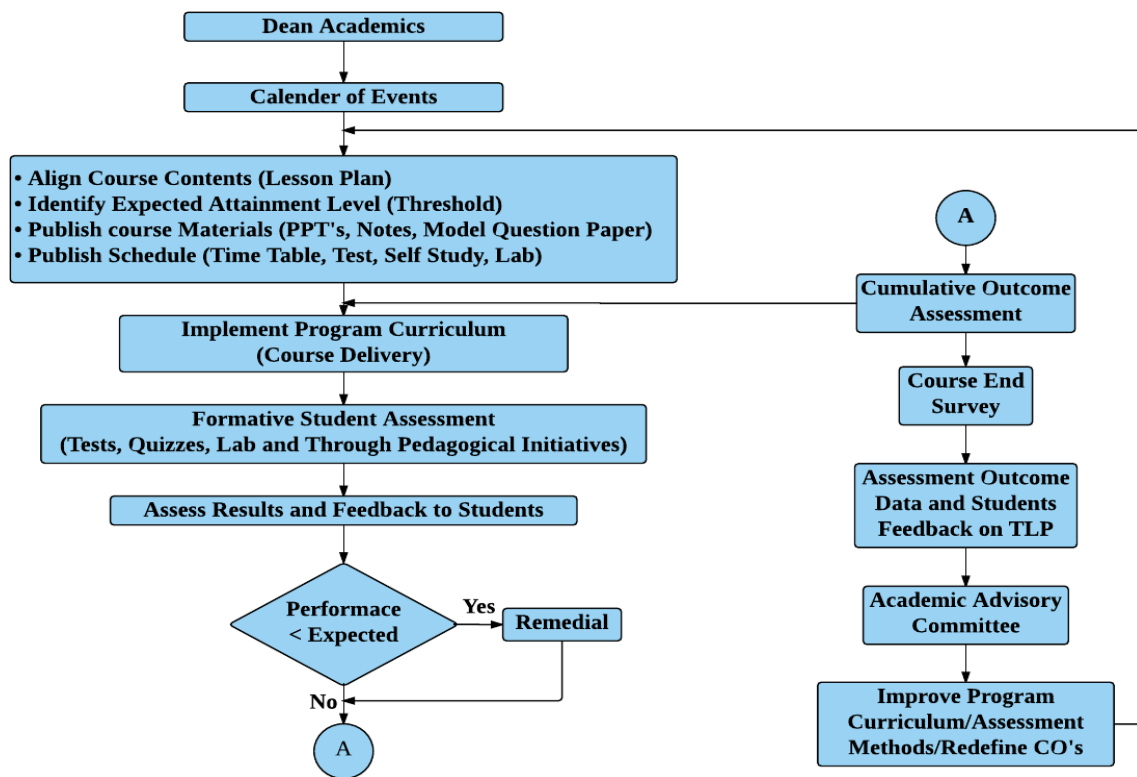 Dean Academics
Calender of Events
• Align Course Contents (Lesson Plan)
• Identify Expected Attainment Level (Threshold)
• Publish course Materials (PPT's, Notes, Model Question Paper)
• Publish Schedule (Time Table, Test, Self Study, Lab)
Implement Program Curriculum
(Course Delivery)
Formative Student Assessment
(Tests, Quizzes, Lab and Through Pedagogical Initiatives)
Assess Results and Feedback to Students
Performace
< Expected
Yes
Remedial
No
A
A
Cumulative Outcome
Assessment
Course End
Survey
Assessment Outcome
Data and Students
Feedback on TLP
Academic Advisory
Committee
Improve Program
Curriculum/Assessment
Methods/Redefine CO's